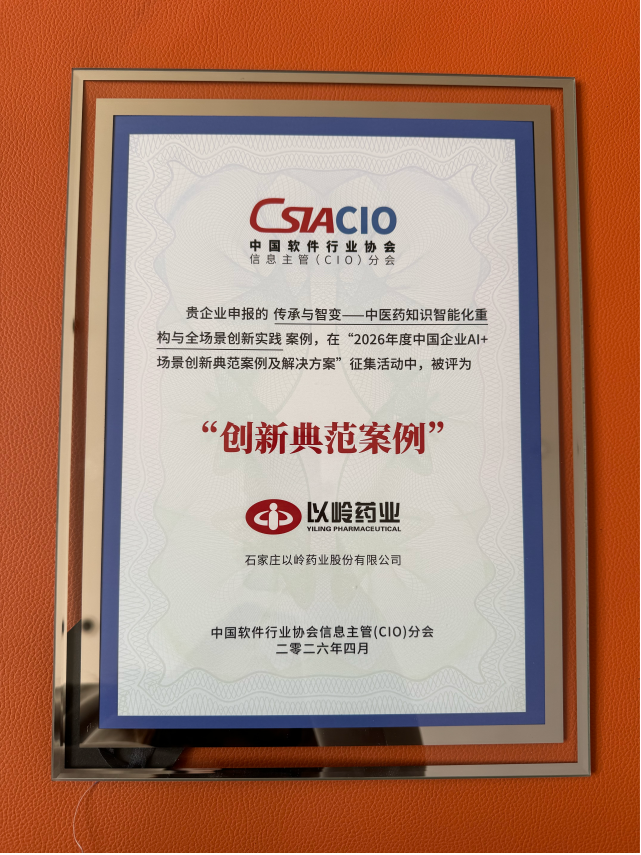 CSIACIO
中国软件行业协会
信息主管(CIO)分会
贵企业申报的 传承与智变——中医药知识智能化重
构与全场景创新实践 案例，在“2026年度中国企业AI+
场景创新典范案例及解决方案”征集活动中，被评为
“创新典范案例”
以岭药业
YILING PHARMACEUTICAL
石家庄以岭药业股份有限公司
中国软件行业协会信息主管(CIO)分会
二零二六年四月